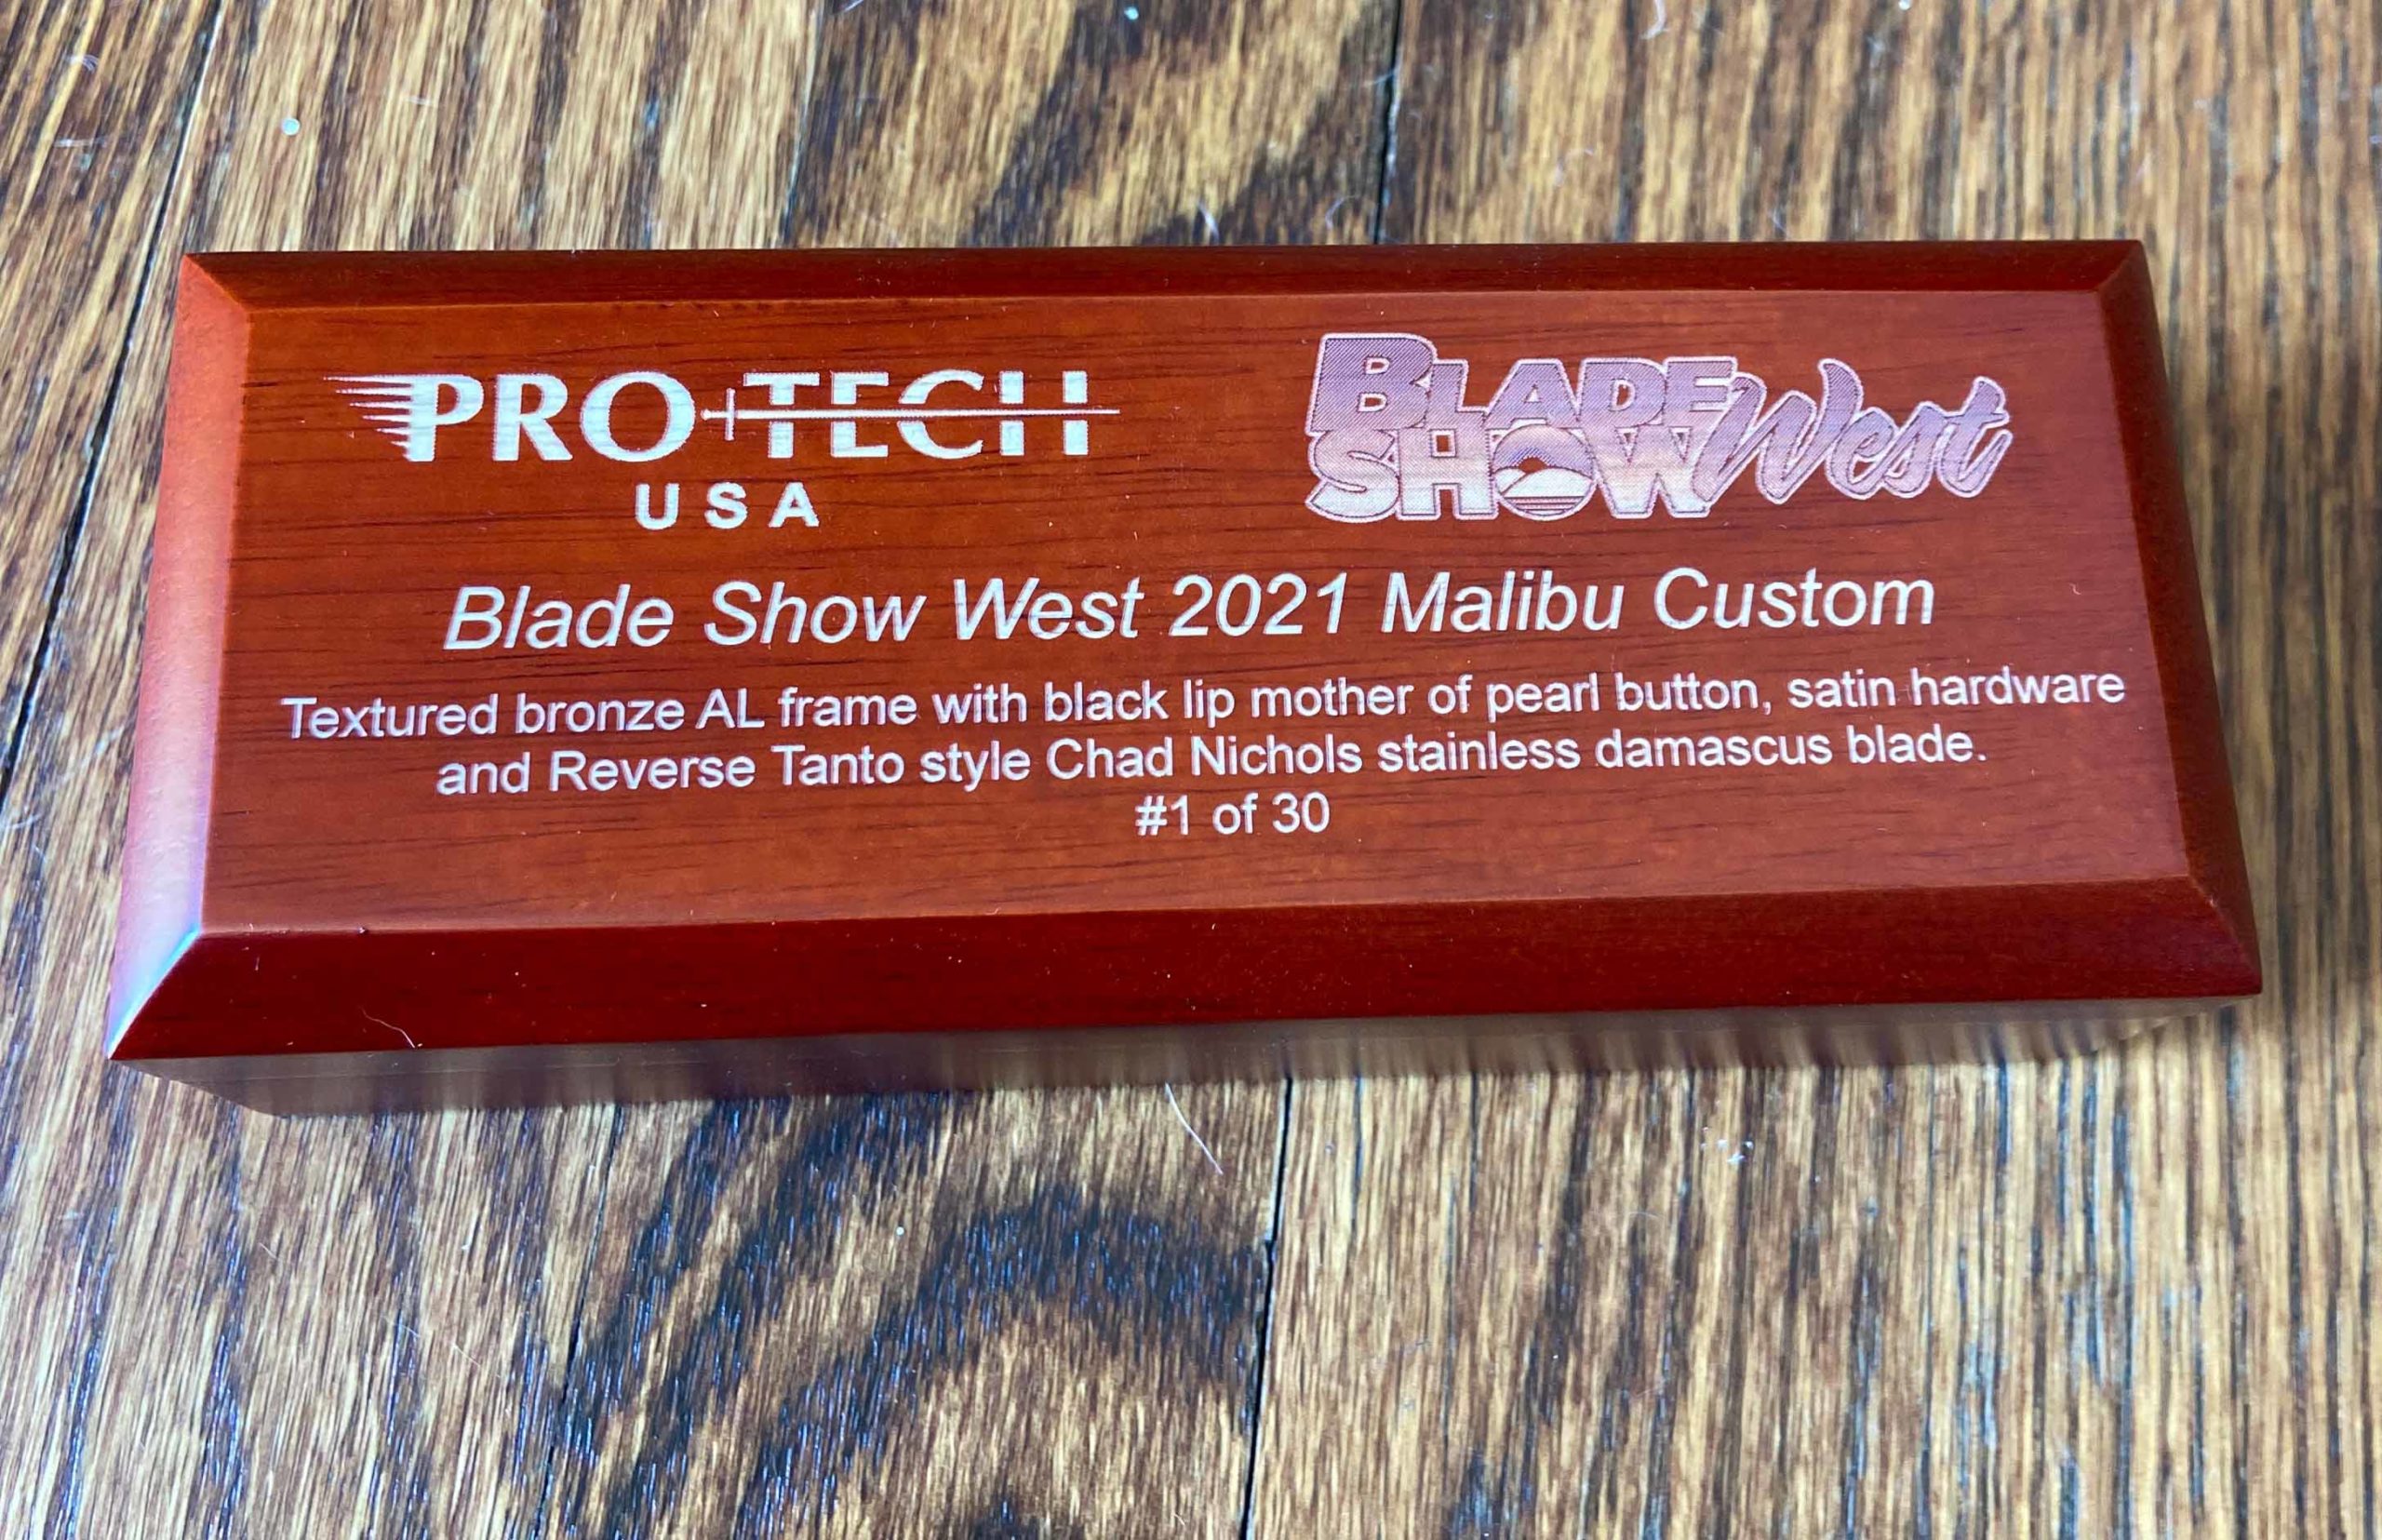 PRO-TECH
USA
BLADE SHOW West
Blade Show West 2021 Malibu Custom
Textured bronze AL frame with black lip mother of pearl button, satin hardware
and Reverse Tanto style Chad Nichols stainless damascus blade.
#1 of 30